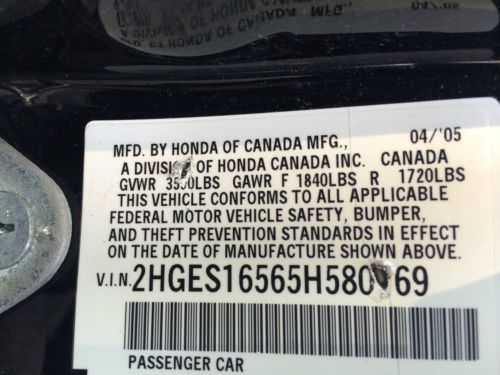 MFD. BY HONDA OF CANADA MFG., 04/'05
A DIVISION OF HONDA CANADA INC. CANADA
GVWR GAWR F 1840LBS R 1720LBS
THIS VEHICLE CONFORMS TO ALL APPLICABLE
FEDERAL MOTOR VEHICLE SAFETY, BUMPER,
AND THEFT PREVENTION STANDARDS IN EFFECT
ON THE DATE OF MANUFACTURE SHOWN ABOVE.
V.I.N.
PASSENGER CAR